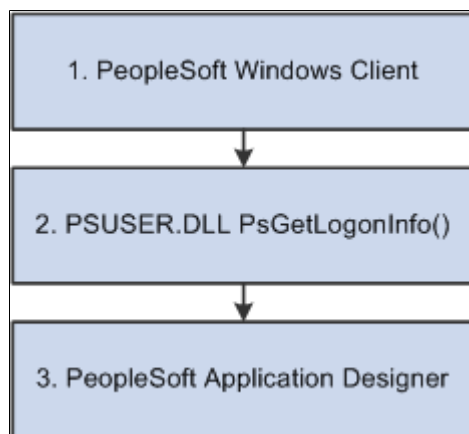 1. PeopleSoft Windows Client
2. PSUSER.DLL PsGetLogonInfo()
3. PeopleSoft Application Designer